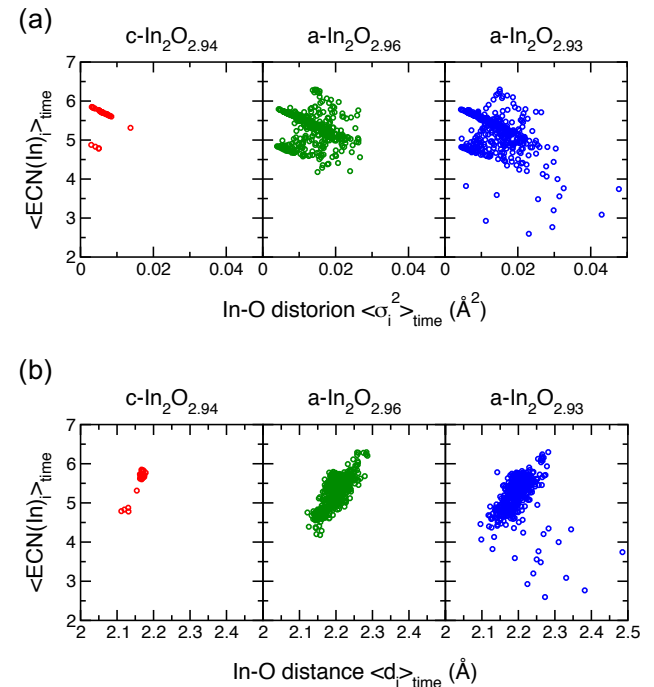 (a)
c-In2O2.94 a-In2O2.96 a-In2O2.93
7
6
5
4
3
2
<ECN(In)i>time
0 0.02 0.04 0 0.02 0.04 0 0.02 0.04
In-O distorion <σi2>time (Å2)
(b)
c-In2O2.94 a-In2O2.96 a-In2O2.93
7
6
5
4
3
2
<ECN(In)i>time
2 2.1 2.2 2.3 2.4 2 2.1 2.2 2.3 2.4 2 2.1 2.2 2.3 2.4 2.5
In-O distance <di>time (Å)